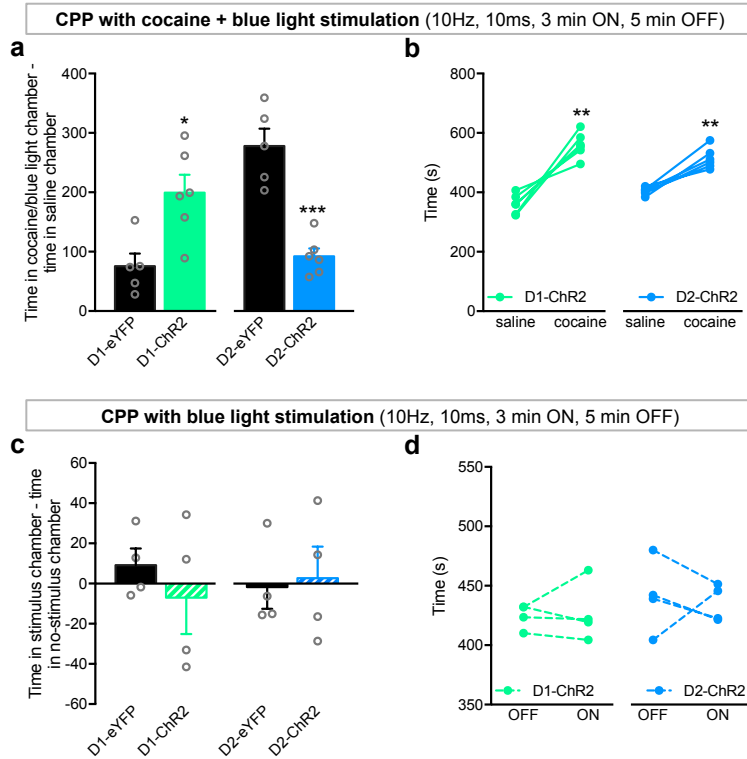 CPP with cocaine + blue light stimulation (10Hz, 10ms, 3 min ON, 5 min OFF)
a
Time in cocaine/blue light chamber -
time in saline chamber
400
300
200
100
0
*
***
D1-eYFP
D1-ChR2
D2-eYFP
D2-ChR2
b
Time (s)
800
600
400
200
0
**
**
D1-ChR2
D2-ChR2
saline
cocaine
saline
cocaine
CPP with blue light stimulation (10Hz, 10ms, 3 min ON, 5 min OFF)
c
Time in stimulus chamber - time
in no-stimulus chamber
60
40
20
0
-20
-40
-60
D1-eYFP
D1-ChR2
D2-eYFP
D2-ChR2
d
Time (s)
550
500
450
400
350
D1-ChR2
D2-ChR2
OFF
ON
OFF
ON